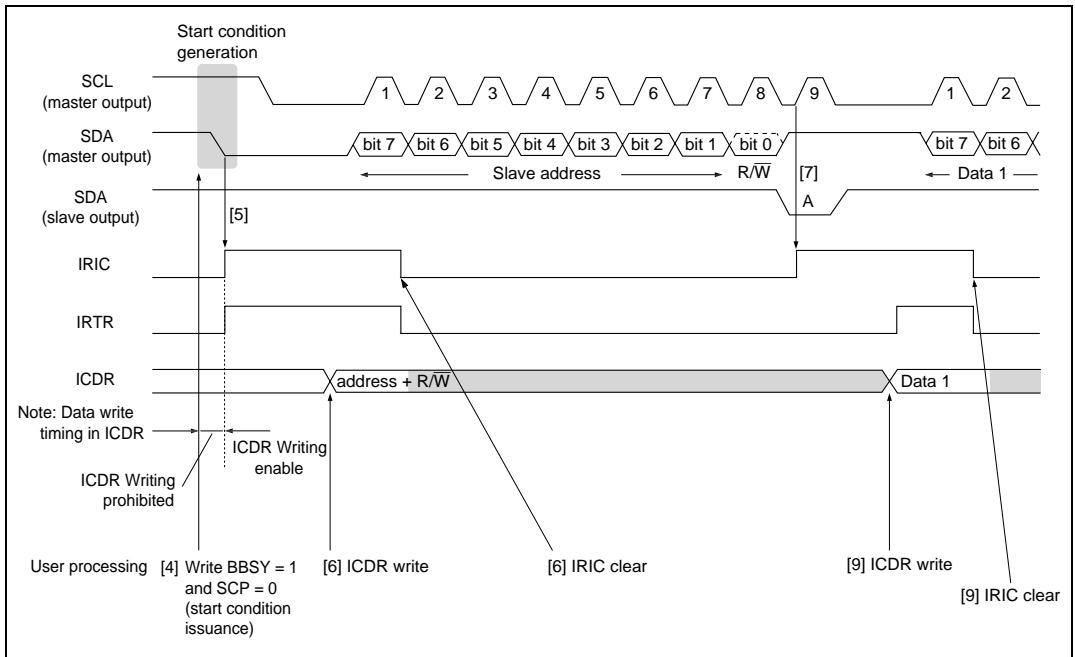 Start condition
generation
SCL
(master output)
1 2 3 4 5 6 7 8 9 1 2
SDA
(master output)
bit 7 bit 6 bit 5 bit 4 bit 3 bit 2 bit 1 bit 0 bit 7 bit 6
Slave address R/W̅ [7] Data 1
SDA
(slave output)
[5]
A
IRIC
IRTR
ICDR
address + R/W̅ Data 1
Note: Data write
timing in ICDR
ICDR Writing
enable
ICDR Writing
prohibited
User processing [4] Write BBSY = 1
and SCP = 0
(start condition
issuance)
[6] ICDR write [6] IRIC clear [9] ICDR write
[9] IRIC clear